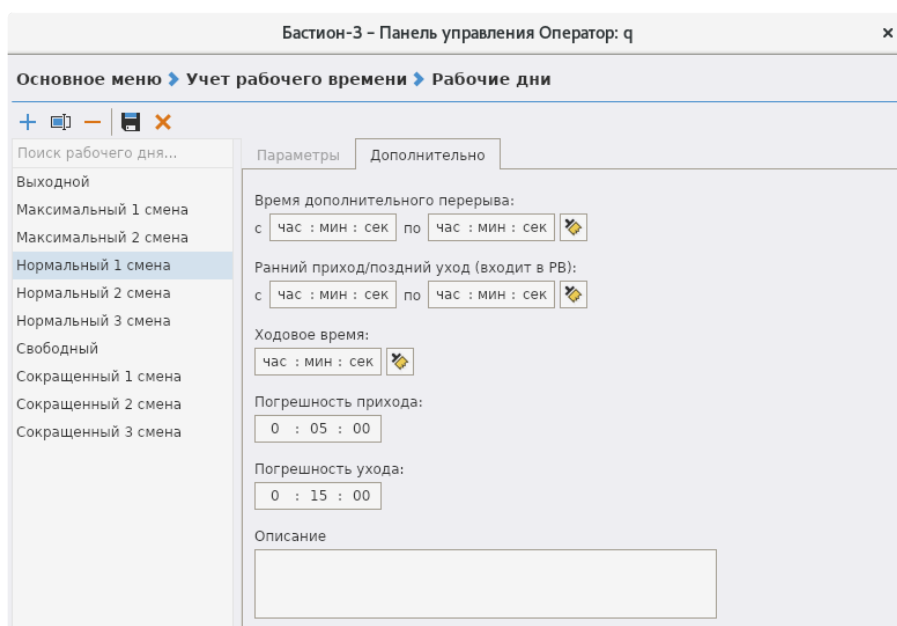 Бастион-3 – Панель управления Оператор: q
Основное меню Учет рабочего времени Рабочие дни
Поиск рабочего дня...
Выходной
Максимальный 1 смена
Максимальный 2 смена
Нормальный 1 смена
Нормальный 2 смена
Нормальный 3 смена
Свободный
Сокращенный 1 смена
Сокращенный 2 смена
Сокращенный 3 смена
Параметры Дополнительно
Время дополнительного перерыва:
с час : мин : сек по час : мин : сек
Ранний приход/поздний уход (входит в РВ):
с час : мин : сек по час : мин : сек
Ходовое время:
час : мин : сек
Погрешность прихода:
0 : 05 : 00
Погрешность ухода:
0 : 15 : 00
Описание